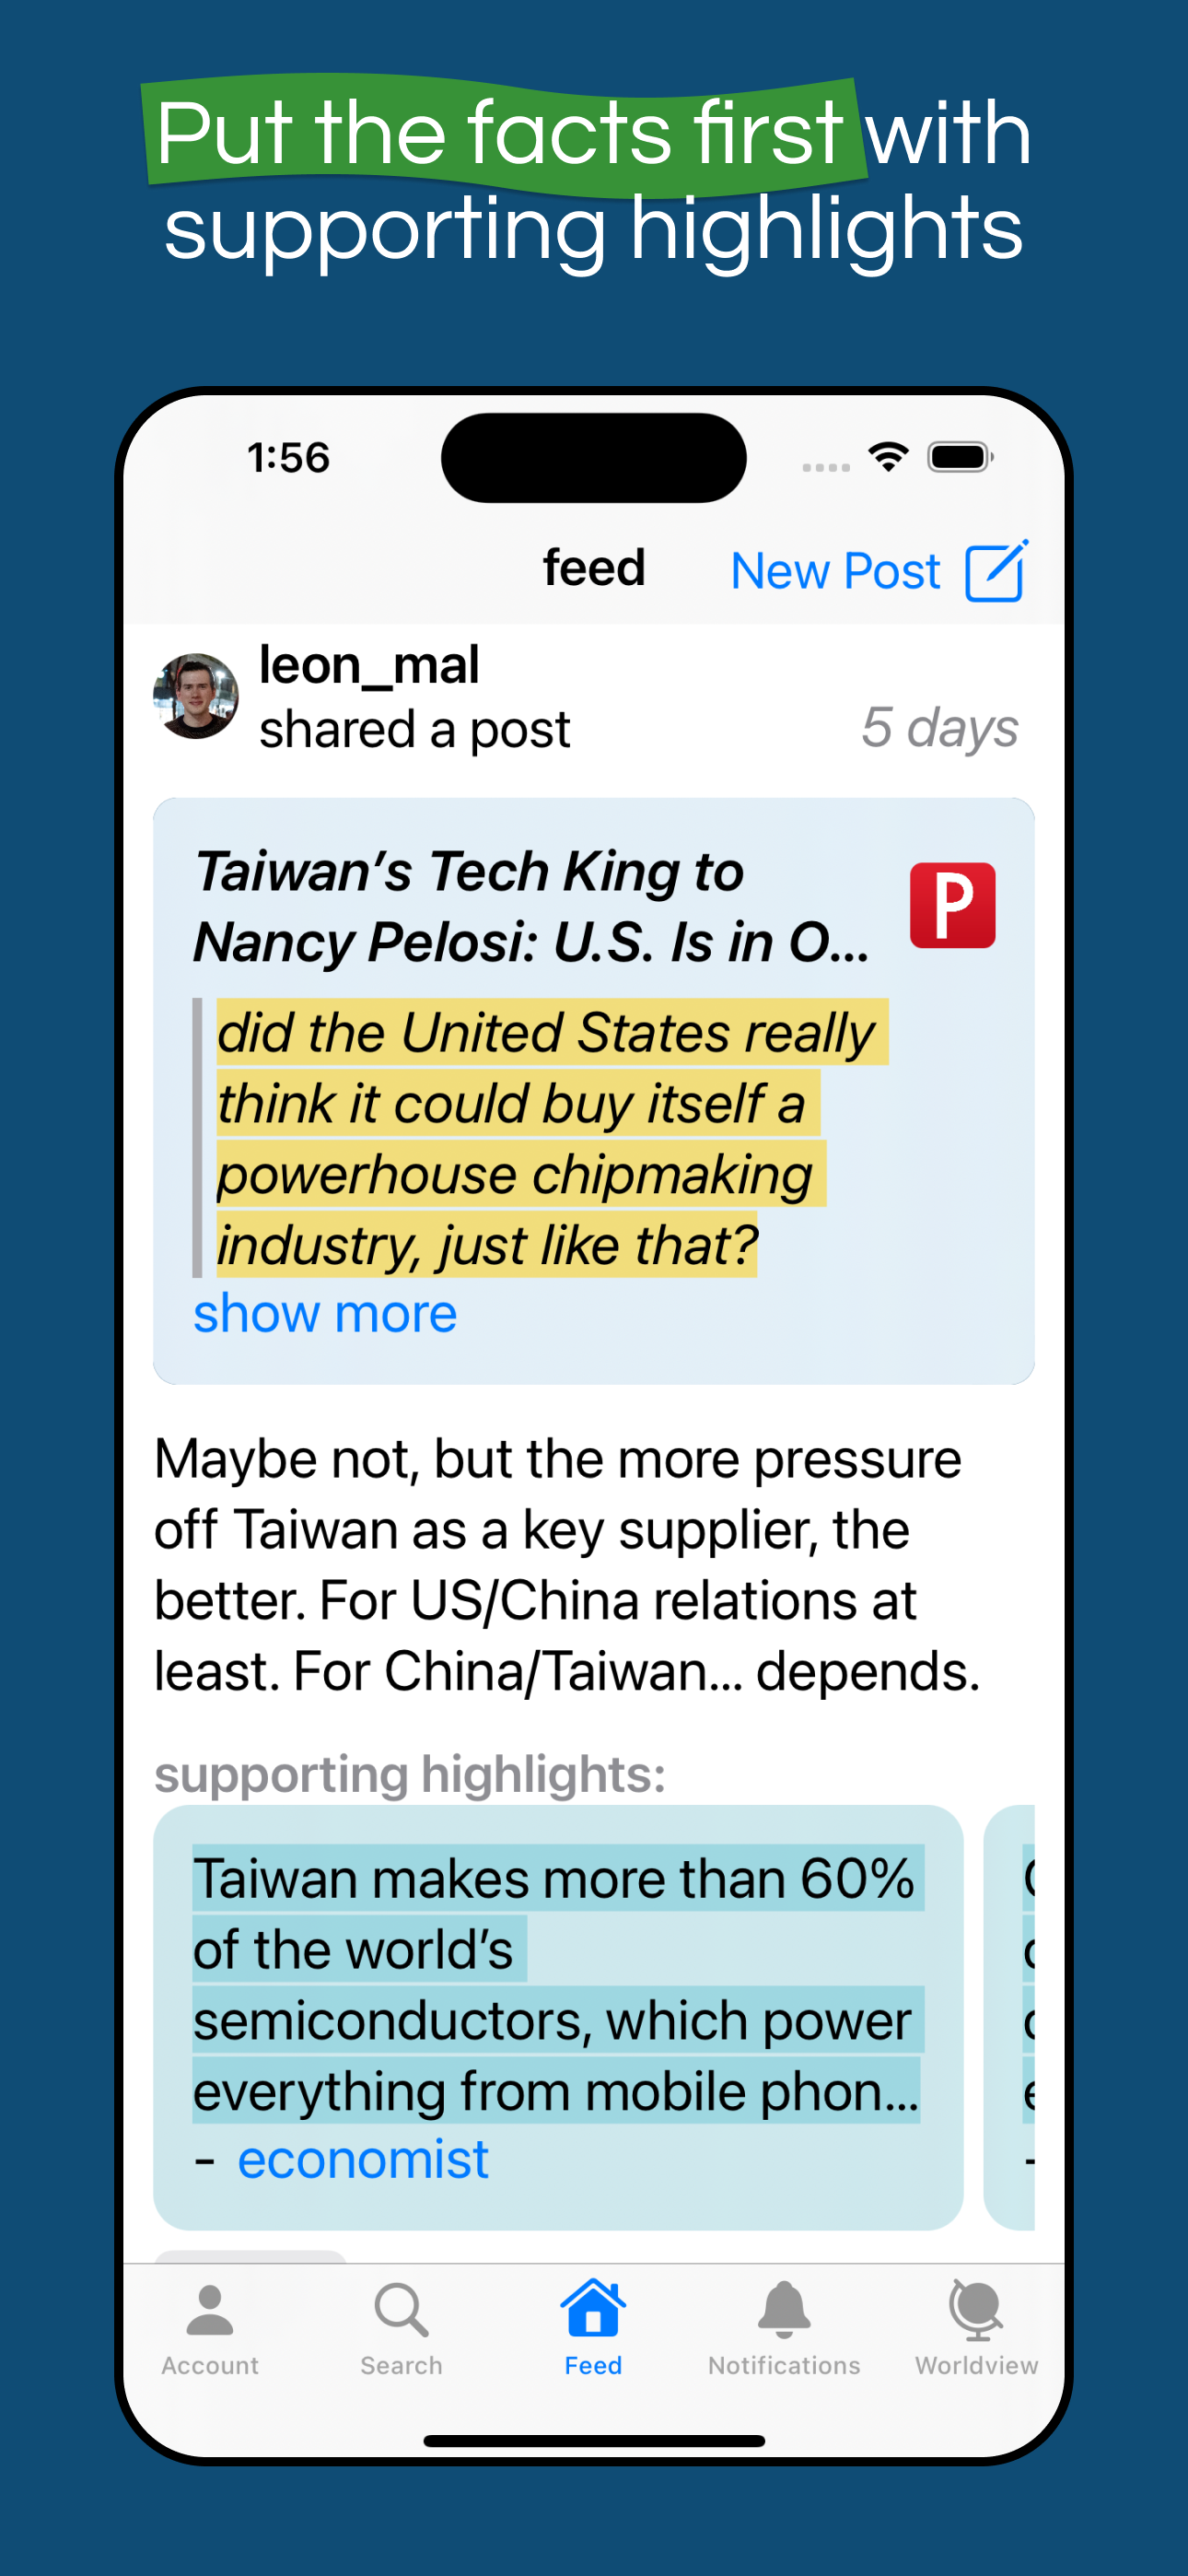 Put the facts first with
supporting highlights
1:56
feed
New Post
leon_mal
shared a post
5 days
Taiwan's Tech King to
Nancy Pelosi: U.S. Is in O...
P
did the United States really
think it could buy itself a
powerhouse chipmaking
industry, just like that?
show more
Maybe not, but the more pressure
off Taiwan as a key supplier, the
better. For US/China relations at
least. For China/Taiwan... depends.
supporting highlights:
Taiwan makes more than 60%
of the world's
semiconductors, which power
everything from mobile phon...
- economist
Account
Search
Feed
Notifications
Worldview